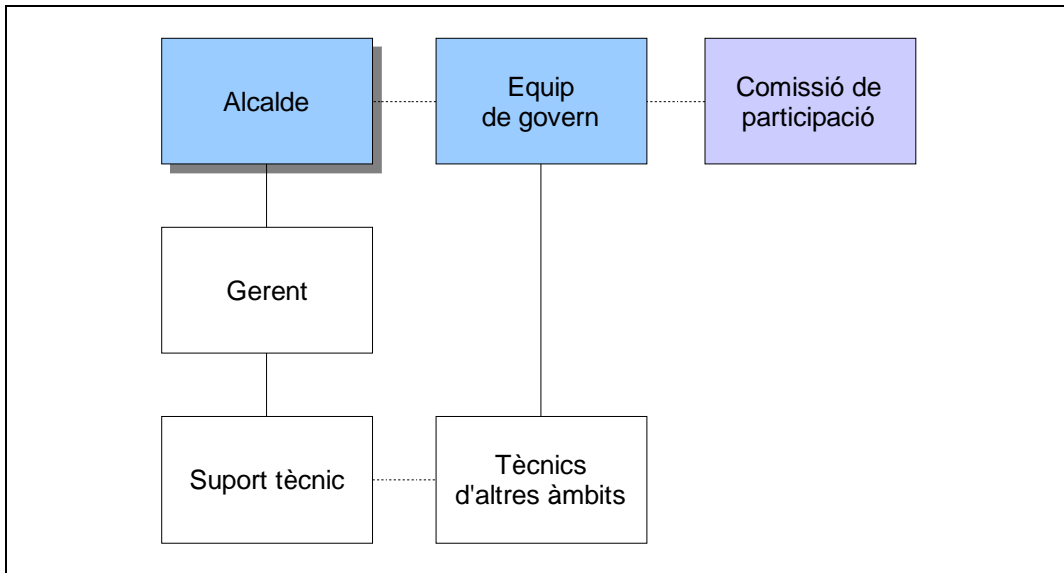 Alcalde
Equip
de govern
Comissió de
participació
Gerent
Suport tècnic
Tècnics
d'altres àmbits